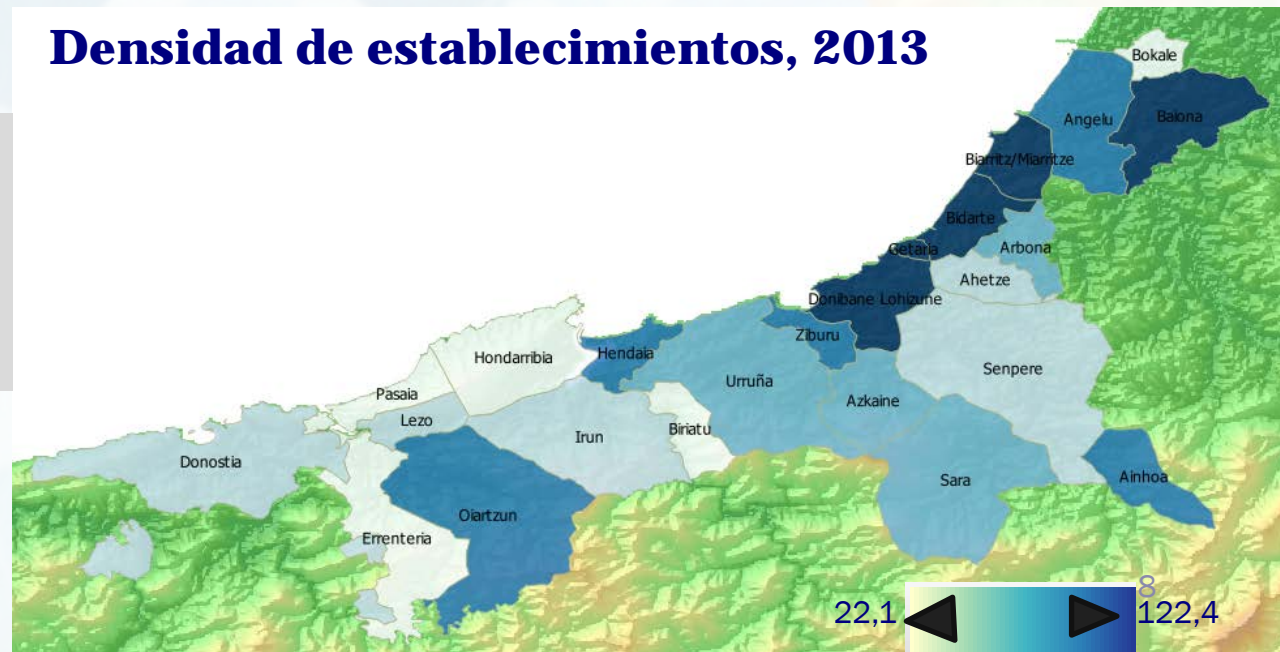 Densidad de establecimientos, 2013
Bokale
Angelu
Baiona
Biarritz/Miarritze
Bidarte
Getaria
Arbona
Ahetze
Donibane Lohizune
Ziburu
Hendaia
Hondarribia
Senpere
Urruña
Pasaia
Azkaine
Lezo
Biriatu
Irun
Donostia
Sara
Ainhoa
Oiartzun
Errenteria
8
22,1
122,4